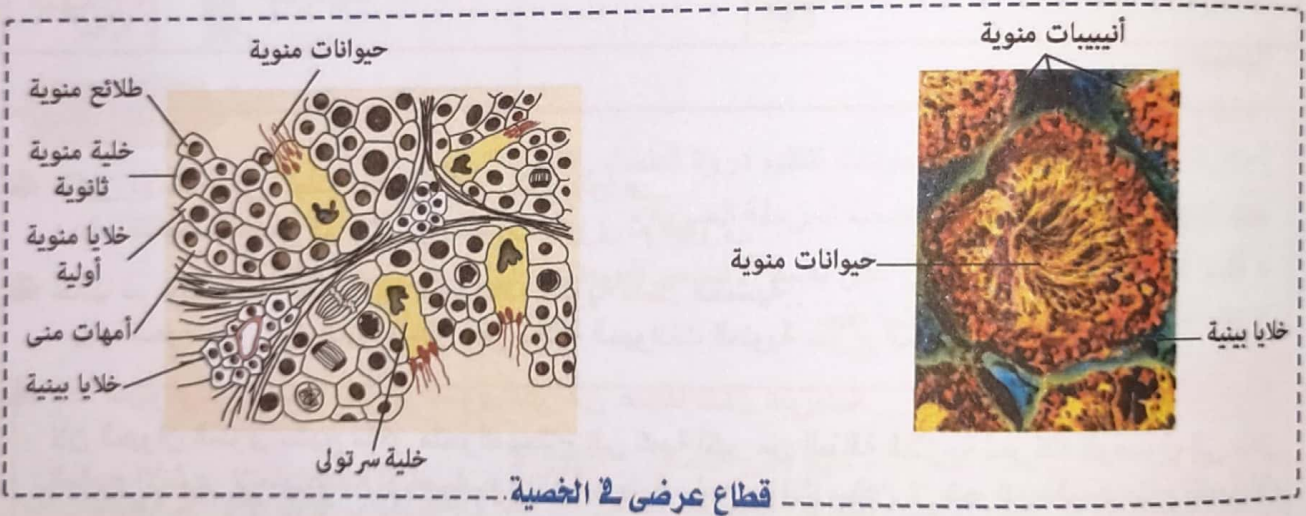 حيوانات منوية
طلائع منوية
خلية منوية
ثانوية
خلايا منوية
أولية
أمهات منى
خلايا بينية
خلية سرتولى
أنيبيبات منوية
حيوانات منوية
خلايا بينية
قطاع عرضى فى الخصية